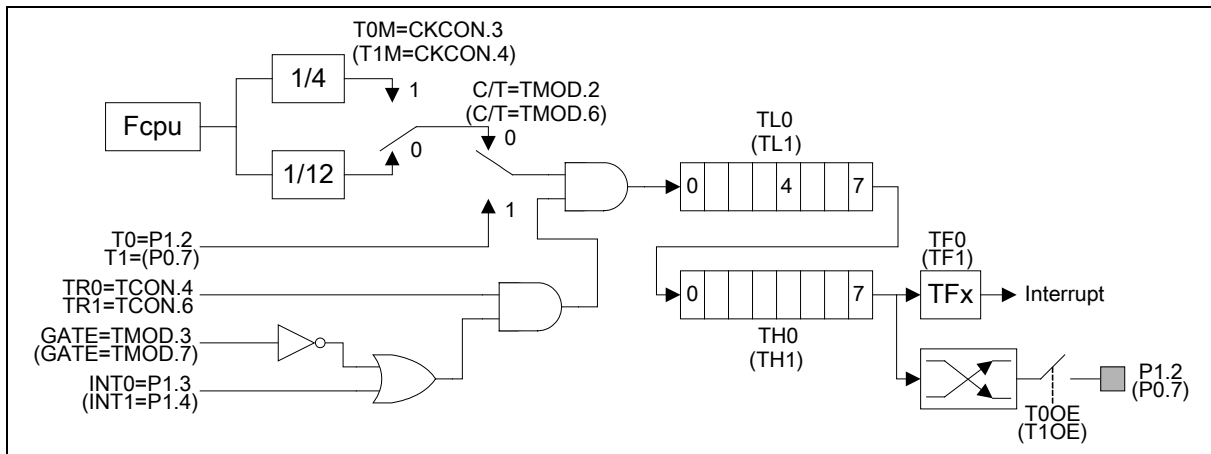 T0M=CKCON.3
(T1M=CKCON.4)
1/4
1
C/T=TMOD.2
(C/T=TMOD.6)
Fcpu
0
0
TL0
(TL1)
1/12
0 4 7
1
T0=P1.2
T1=(P0.7)
TF0
(TF1)
TR0=TCON.4
TR1=TCON.6
0 7
TFx
Interrupt
GATE=TMOD.3
(GATE=TMOD.7)
TH0
(TH1)
INT0=P1.3
(INT1=P1.4)
P1.2
(P0.7)
T0OE
(T1OE)